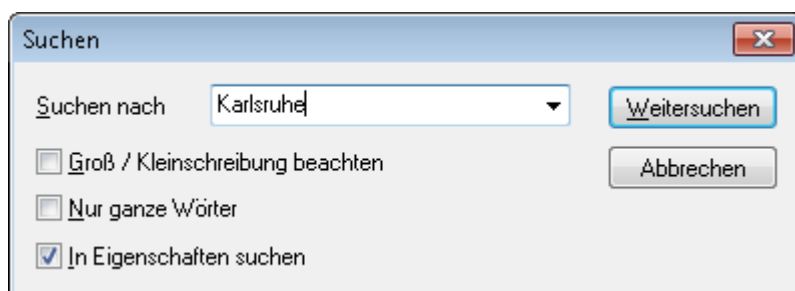 Suchen
Suchen nach Karlsruhe Weitersuchen
Groß / Kleinschreibung beachten Abbrechen
Nur ganze Wörter
In Eigenschaften suchen